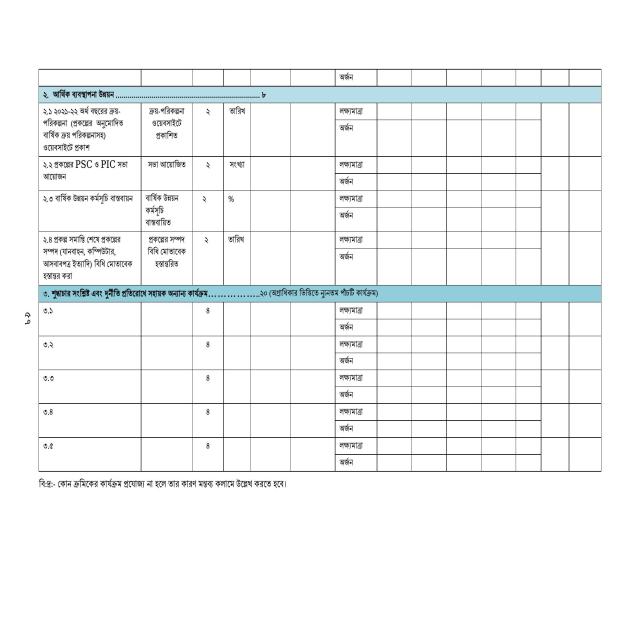 অর্জন
২. আর্থিক ব্যবস্থাপনা উন্নয়ন ........................................................................ ৮
২.১ ২০২১-২২ অর্থ বছরের ক্রয়- ক্রয়-পরিকল্পনা ২ তারিখ লক্ষ্যমাত্রা
পরিকল্পনা (প্রকল্পের অনুমোদিত ওয়েবসাইটে অর্জন
বার্ষিক ক্রয় পরিকল্পনাসহ) প্রকাশিত
ওয়েবসাইটে প্রকাশ
২.২ প্রকল্পের PSC ও PIC সভা সভা আয়োজিত ২ সংখ্যা লক্ষ্যমাত্রা
আয়োজন অর্জন
২.৩ বার্ষিক উন্নয়ন কর্মসূচি বাস্তবায়ন বার্ষিক উন্নয়ন ২ % লক্ষ্যমাত্রা
কর্মসূচি অর্জন
বাস্তবায়িত
২.৪ প্রকল্প সমাপ্তি শেষে প্রকল্পের প্রকল্পের সম্পদ ২ তারিখ লক্ষ্যমাত্রা
সম্পদ (যানবাহন, কম্পিউটার, বিধি মোতাবেক অর্জন
আসবাবপত্র ইত্যাদি) বিধি মোতাবেক হস্তান্তরিত
হস্তান্তর করা
৩. শুদ্ধাচার সংশ্লিষ্ট এবং দুর্নীতি প্রতিরোধে সহায়ক অন্যান্য কার্যক্রম……………..২০ (অগ্রাধিকার ভিত্তিতে ন্যূনতম পাঁচটি কার্যক্রম)
৩.১ ৪ লক্ষ্যমাত্রা
অর্জন
৩.২ ৪ লক্ষ্যমাত্রা
অর্জন
৩.৩ ৪ লক্ষ্যমাত্রা
অর্জন
৩.৪ ৪ লক্ষ্যমাত্রা
অর্জন
৩.৫ ৪ লক্ষ্যমাত্রা
অর্জন
বি:দ্র:- কোন ক্রমিকের কার্যক্রম প্রযোজ্য না হলে তার কারণ মন্তব্য কলামে উল্লেখ করতে হবে।